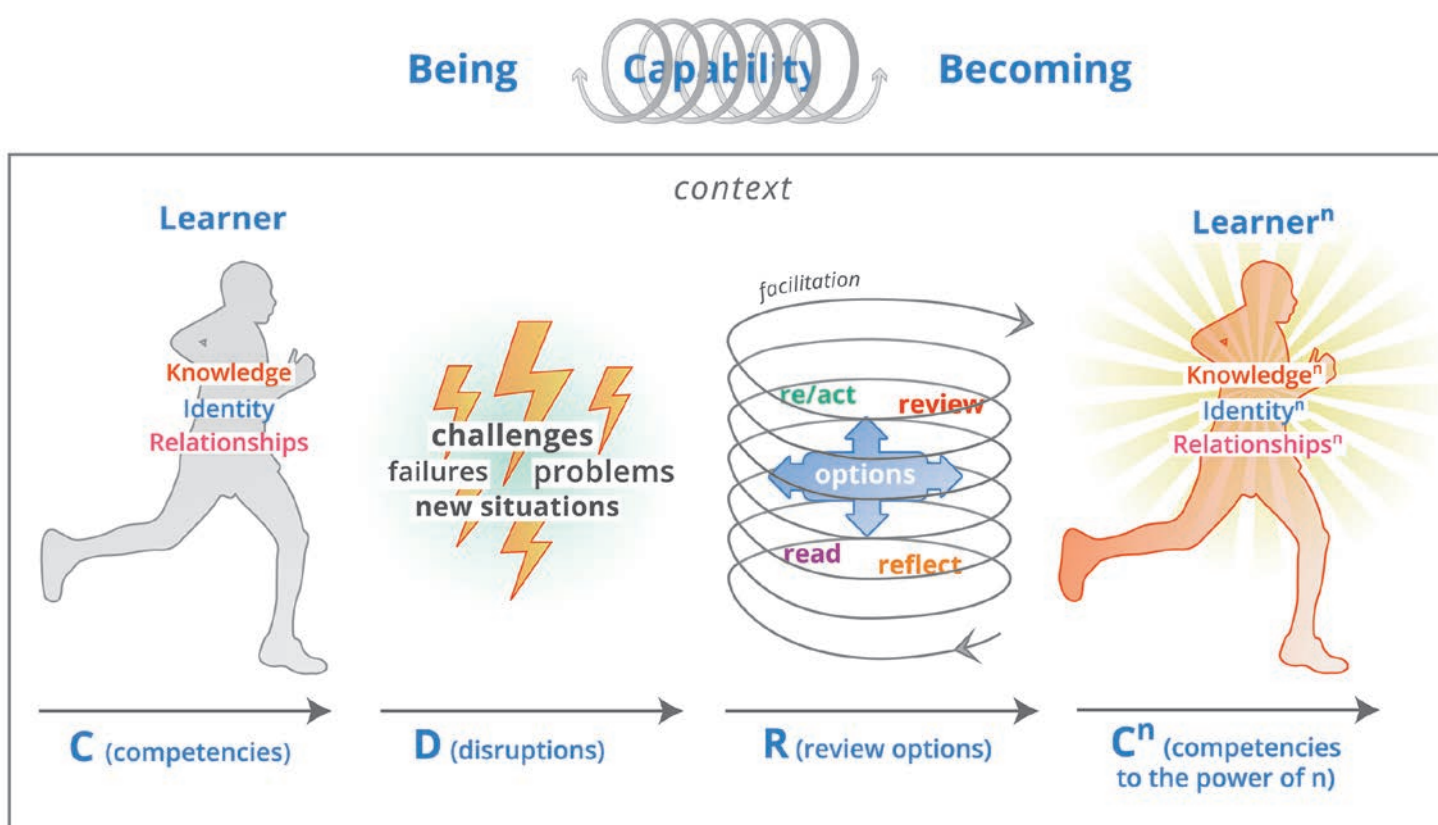 Being Capability Becoming
context
Learner
Knowledge
Identity
Relationships
challenges
failures problems
new situations
facilitation
re/act review
options
read reflect
Learnerⁿ
Knowledgeⁿ
Identityⁿ
Relationshipsⁿ
C (competencies)
D (disruptions)
R (review options)
Cⁿ (competencies
to the power of n)